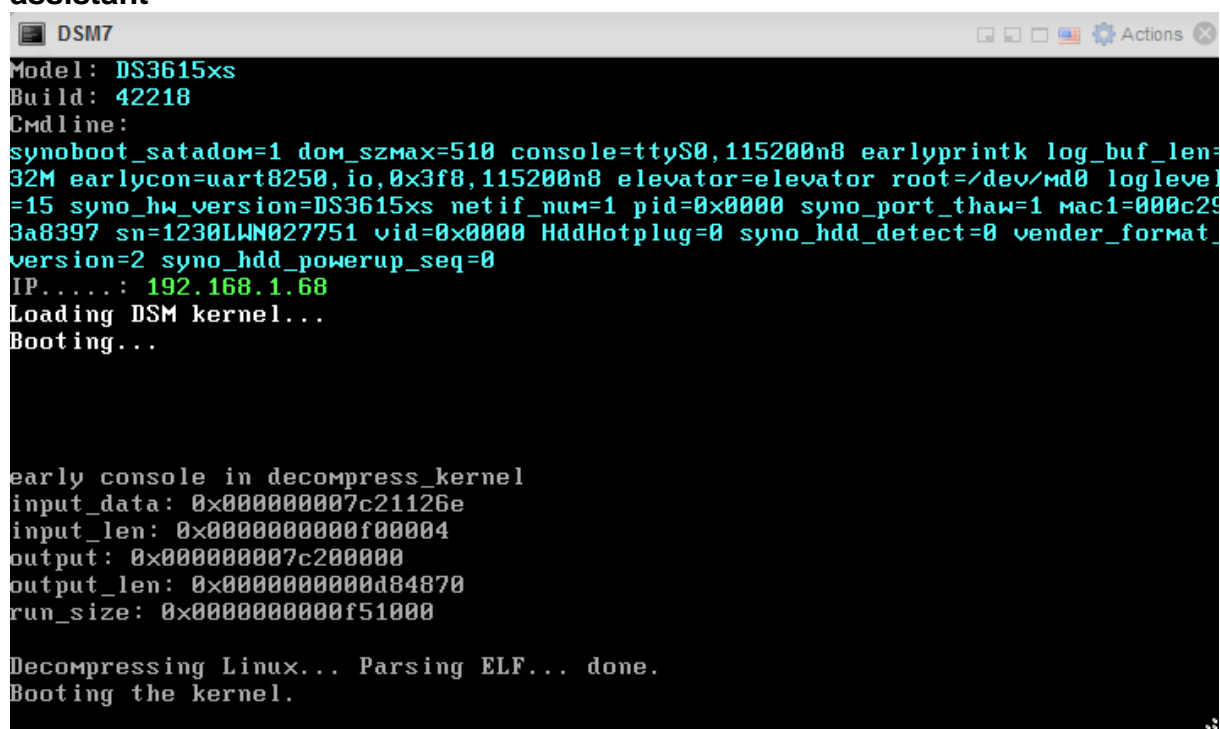 assistant
DSM7
Actions
Model: DS3615xs
Build: 42218
Cmdline:
synoboot_satadom=1 dom_szmax=510 console=ttyS0,115200n8 earlyprintk log_buf_len=
32M earlycon=uart8250,io,0x3f8,115200n8 elevator=elevator root=/dev/md0 loglevel
=15 syno_hw_version=DS3615xs netif_num=1 pid=0x0000 syno_port_thaw=1 mac1=000c29
3a8397 sn=1230LWN027751 vid=0x0000 HddHotplug=0 syno_hdd_detect=0 vender_format_
version=2 syno_hdd_powerup_seq=0
IP.....: 192.168.1.68
Loading DSM kernel...
Booting...
early console in decompress_kernel
input_data: 0x000000007c21126e
input_len: 0x0000000000f00004
output: 0x000000007c200000
output_len: 0x0000000000d84870
run_size: 0x0000000000f51000
Decompressing Linux... Parsing ELF... done.
Booting the kernel.